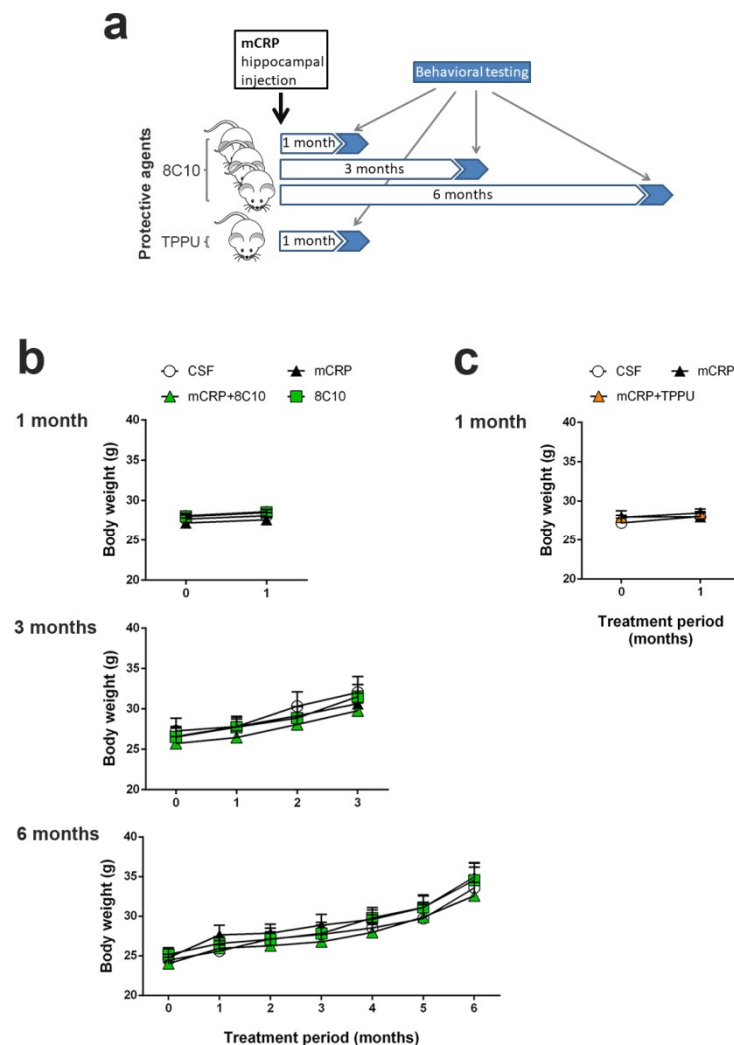 a
mCRP
hippocampal
injection
Behavioral testing
Protective agents
8C10
1 month
3 months
6 months
TPPU
1 month
b
CSF mCRP
mCRP+8C10 8C10
1 month
Body weight (g)
40
35
30
25
20
0 1
c
CSF mCRP
mCRP+TPPU
1 month
Body weight (g)
40
35
30
25
20
0 1
Treatment period
(months)
3 months
Body weight (g)
40
35
30
25
20
0 1 2 3
6 months
Body weight (g)
40
35
30
25
20
0 1 2 3 4 5 6
Treatment period (months)